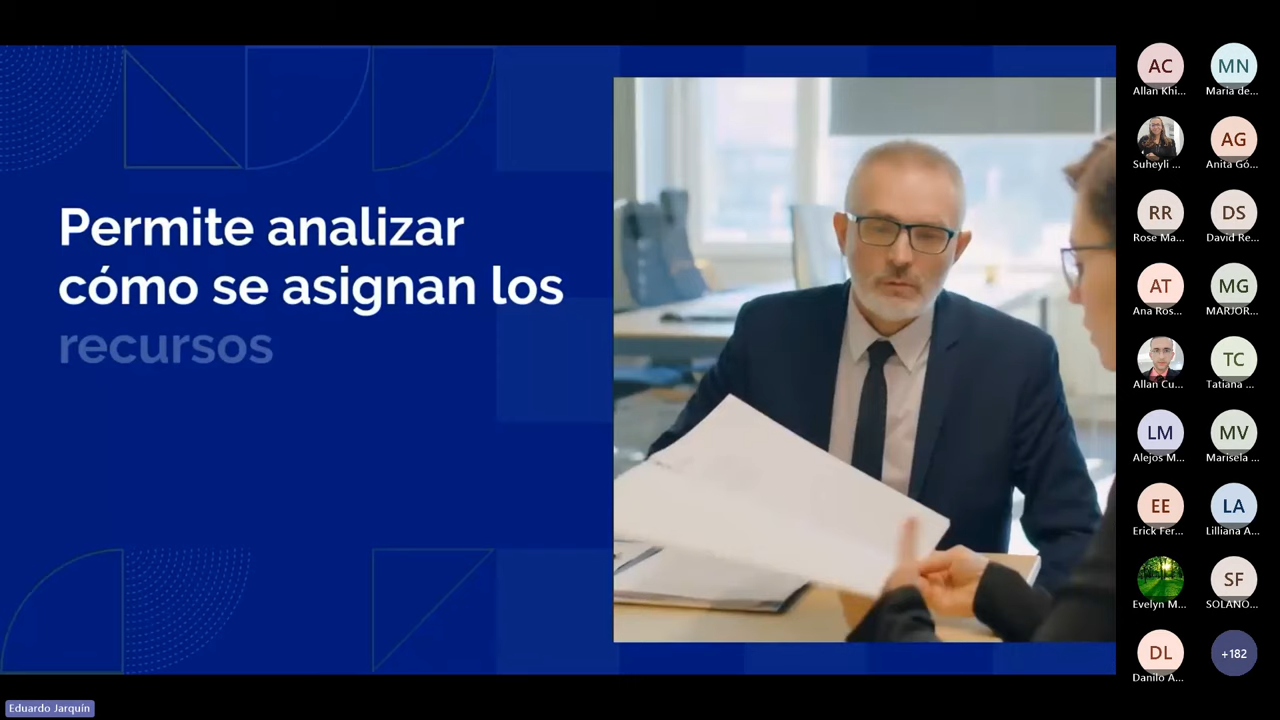 Permite analizar
cómo se asignan los
recursos
AC
MN
Allan Khi...
Maria de...
Suheyli ...
AG
Anita Gó...
RR
DS
Rose Ma...
David Re...
AT
MG
Ana Ros...
MARJOR...
Allan Cu...
TC
Tatiana ...
LM
MV
Alejos M...
Marisela ...
EE
LA
Erick Fer...
Lilliana A...
Evelyn M...
SF
SOLANO...
DL
+182
Danilo A...
Eduardo Jarquín